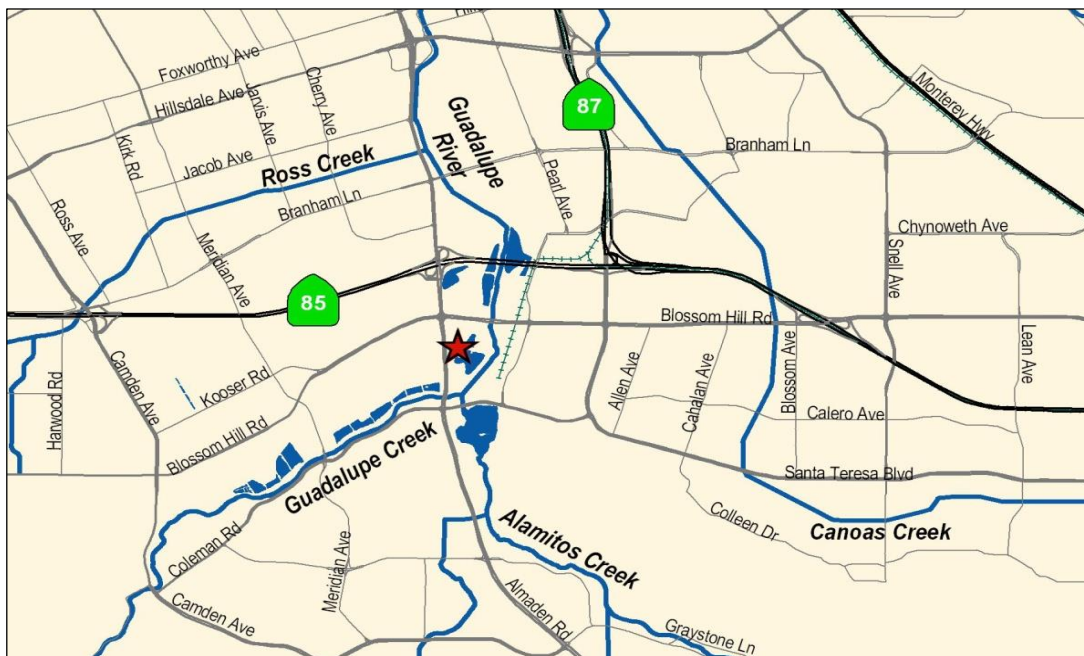 Foxworthy Ave
Hillsdale Ave
Jarvis Ave
Cherry Ave
Kirk Rd
Jacob Ave
Ross Creek
Guadalupe
River
87
Monterey Hwy
Branham Ln
Branham Ln
Pearl Ave
Ross Ave
Meridian Ave
Chynoweth Ave
Snell Ave
85
Blossom Hill Rd
Lean Ave
Camden Ave
Harwood Rd
Kooser Rd
Blossom Hill Rd
Allen Ave
Cahalan Ave
Blossom Ave
Calero Ave
Guadalupe Creek
Santa Teresa Blvd
Colleen Dr
Canoas Creek
Coleman Rd
Meridian Ave
Alamitos Creek
Camden Ave
Almaden Rd
Graystone Ln